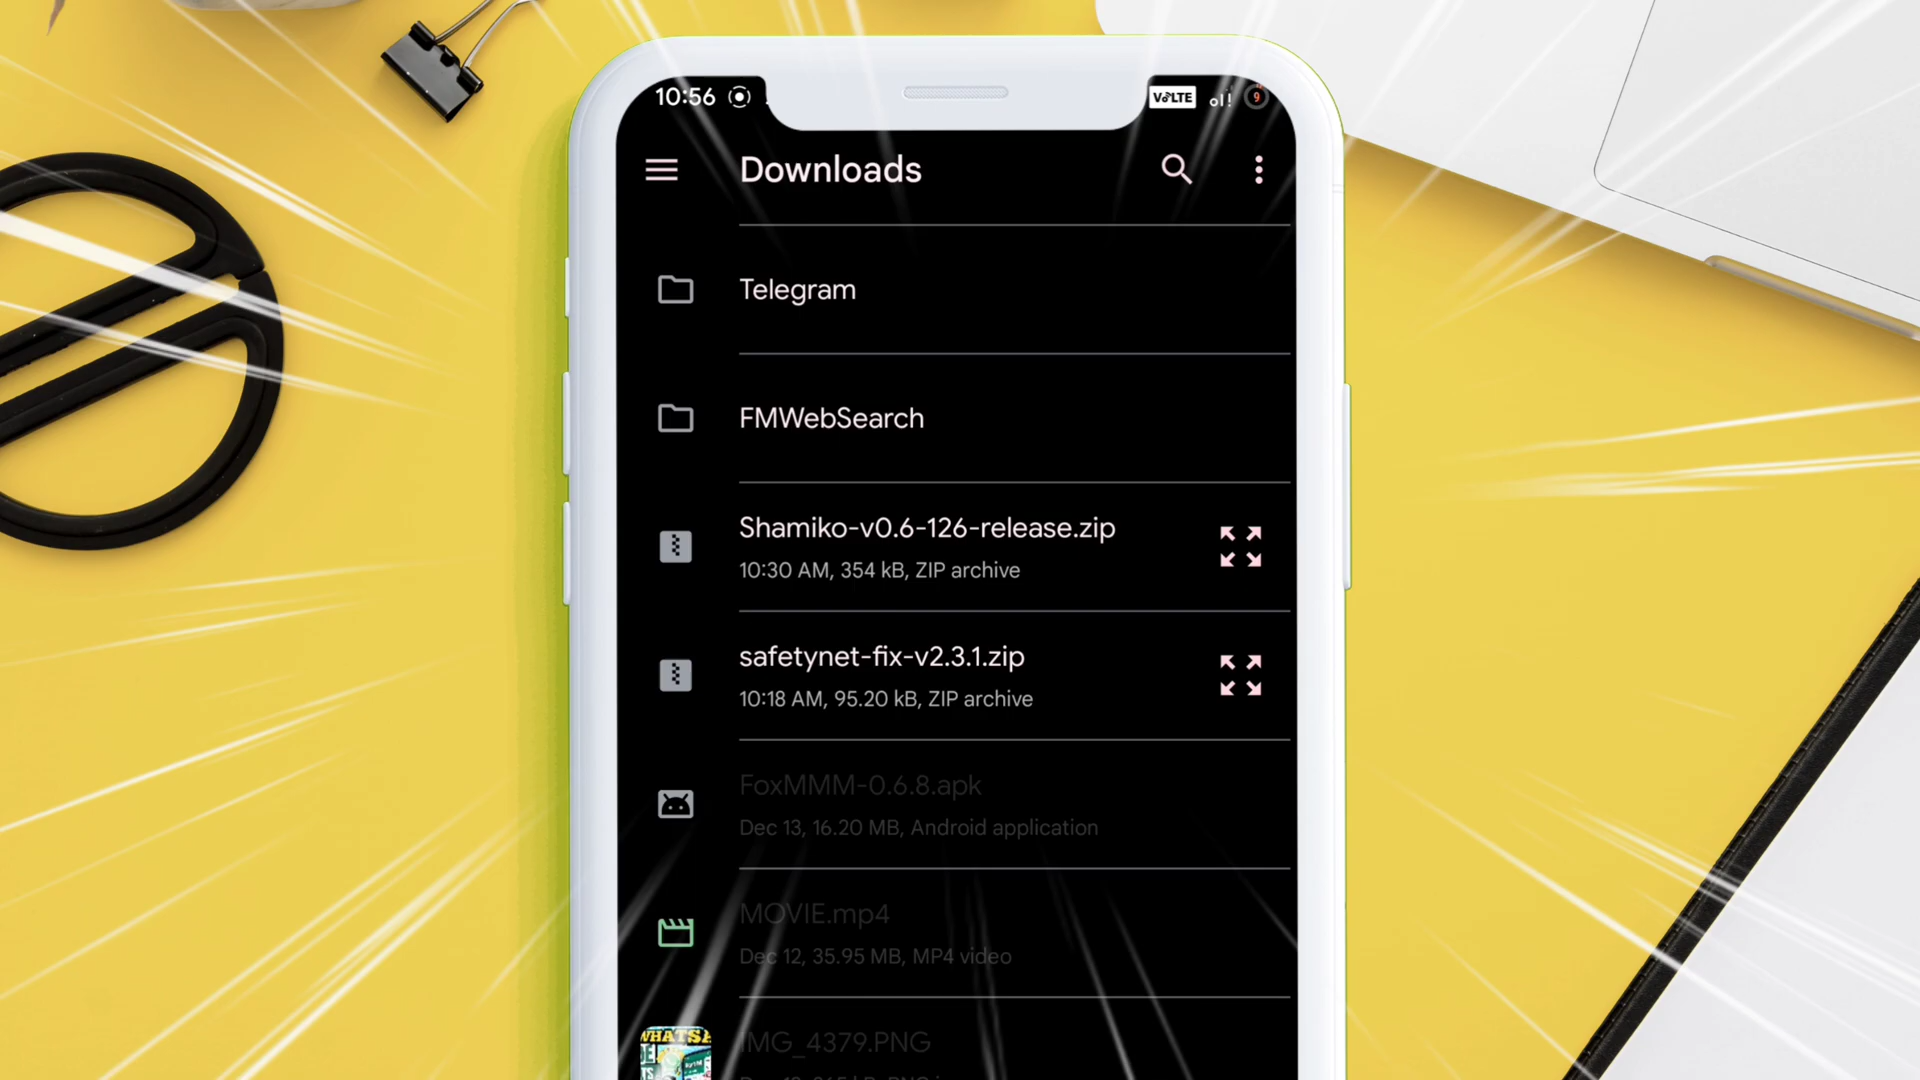 10:56
VoLTE
9
Downloads
Telegram
FMWebSearch
Shamiko-v0.6-126-release.zip
10:30 AM, 354 kB, ZIP archive
safetynet-fix-v2.3.1.zip
10:18 AM, 95.20 kB, ZIP archive
FoxMMM-0.6.8.apk
Dec 13, 16.20 MB, Android application
MOVIE.mp4
Dec 12, 35.95 MB, MP4 video
IMG_4379.PNG